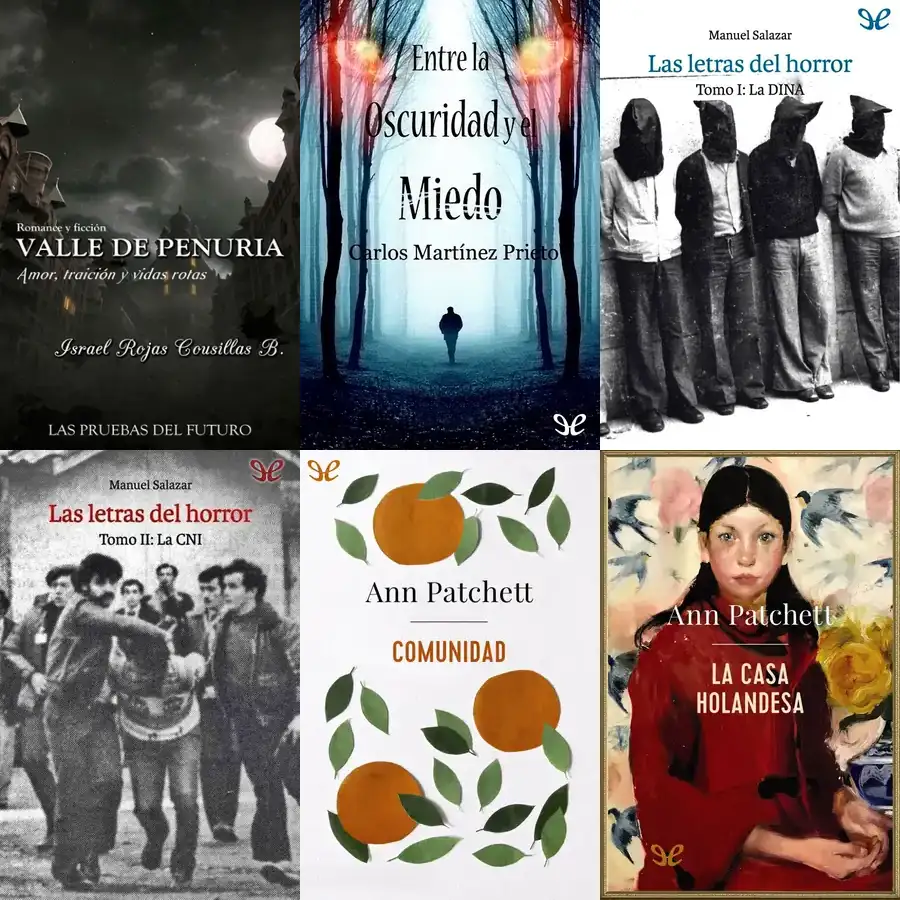 Romance y ficción
VALLE DE PENURIA
Amor, traición y vidas rotas
Israel Rojas Cousillas B.
LAS PRUEBAS DEL FUTURO
Entre la
Oscuridad y el
Miedo
Carlos Martínez Prieto
Manuel Salazar
Las letras del horror
Tomo I: La DINA
Manuel Salazar
Las letras del horror
Tomo II: La CNI
Ann Patchett
COMUNIDAD
Ann Patchett
LA CASA
HOLANDESA